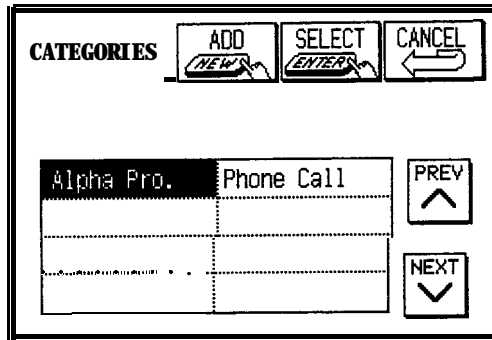 CATEGORIES
ADD
NEW
SELECT
ENTER
CANCEL
Alpha Pro.
Phone Call
PREV
NEXT